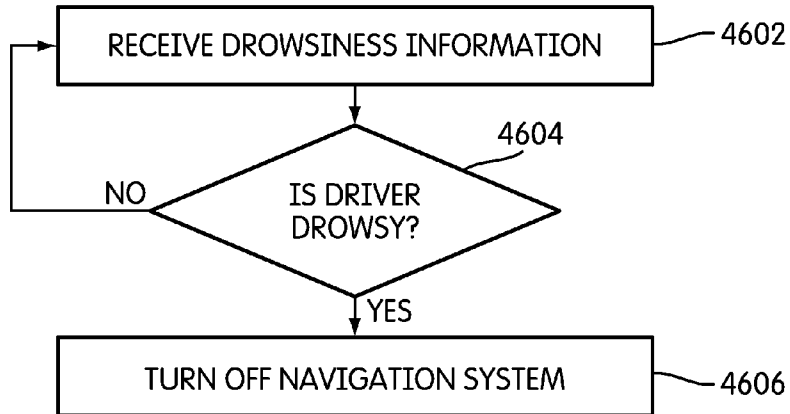 RECEIVE DROWSINESS INFORMATION
4602
4604
IS DRIVER
DROWSY?
NO
YES
TURN OFF NAVIGATION SYSTEM
4606